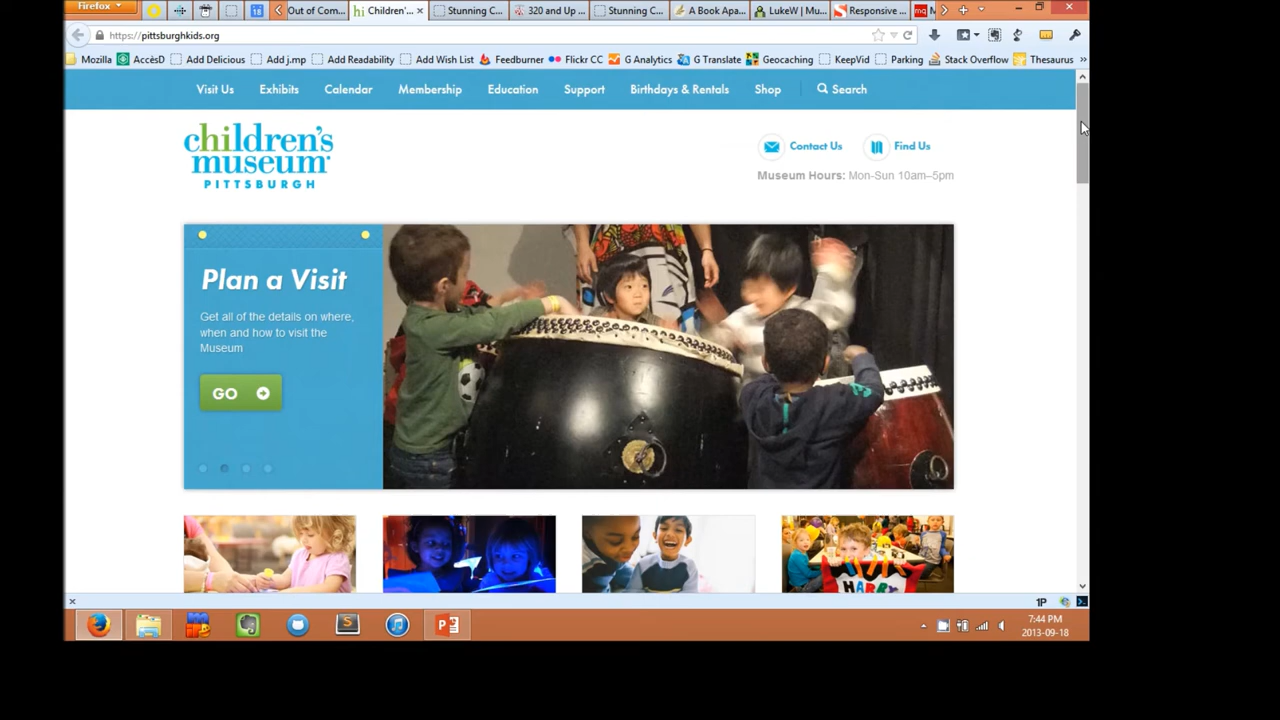 Firefox
18
Out of Com...
Children'...
Stunning C...
320 and Up ...
Stunning C...
A Book Apa...
LukeW | Mu...
Responsive ...
https://pittsburghkids.org
Mozilla
AccèsD
Add Delicious
Add j.mp
Add Readability
Add Wish List
Feedburner
Flickr CC
G Analytics
G Translate
Geocaching
KeepVid
Parking
Stack Overflow
Thesaurus
Visit Us
Exhibits
Calendar
Membership
Education
Support
Birthdays & Rentals
Shop
Search
children's
museum
PITTSBURGH
Contact Us
Find Us
Museum Hours: Mon-Sun 10am–5pm
Plan a Visit
Get all of the details on where,
when and how to visit the
Museum
GO
HARRY
1P
7:44 PM
2013-09-18